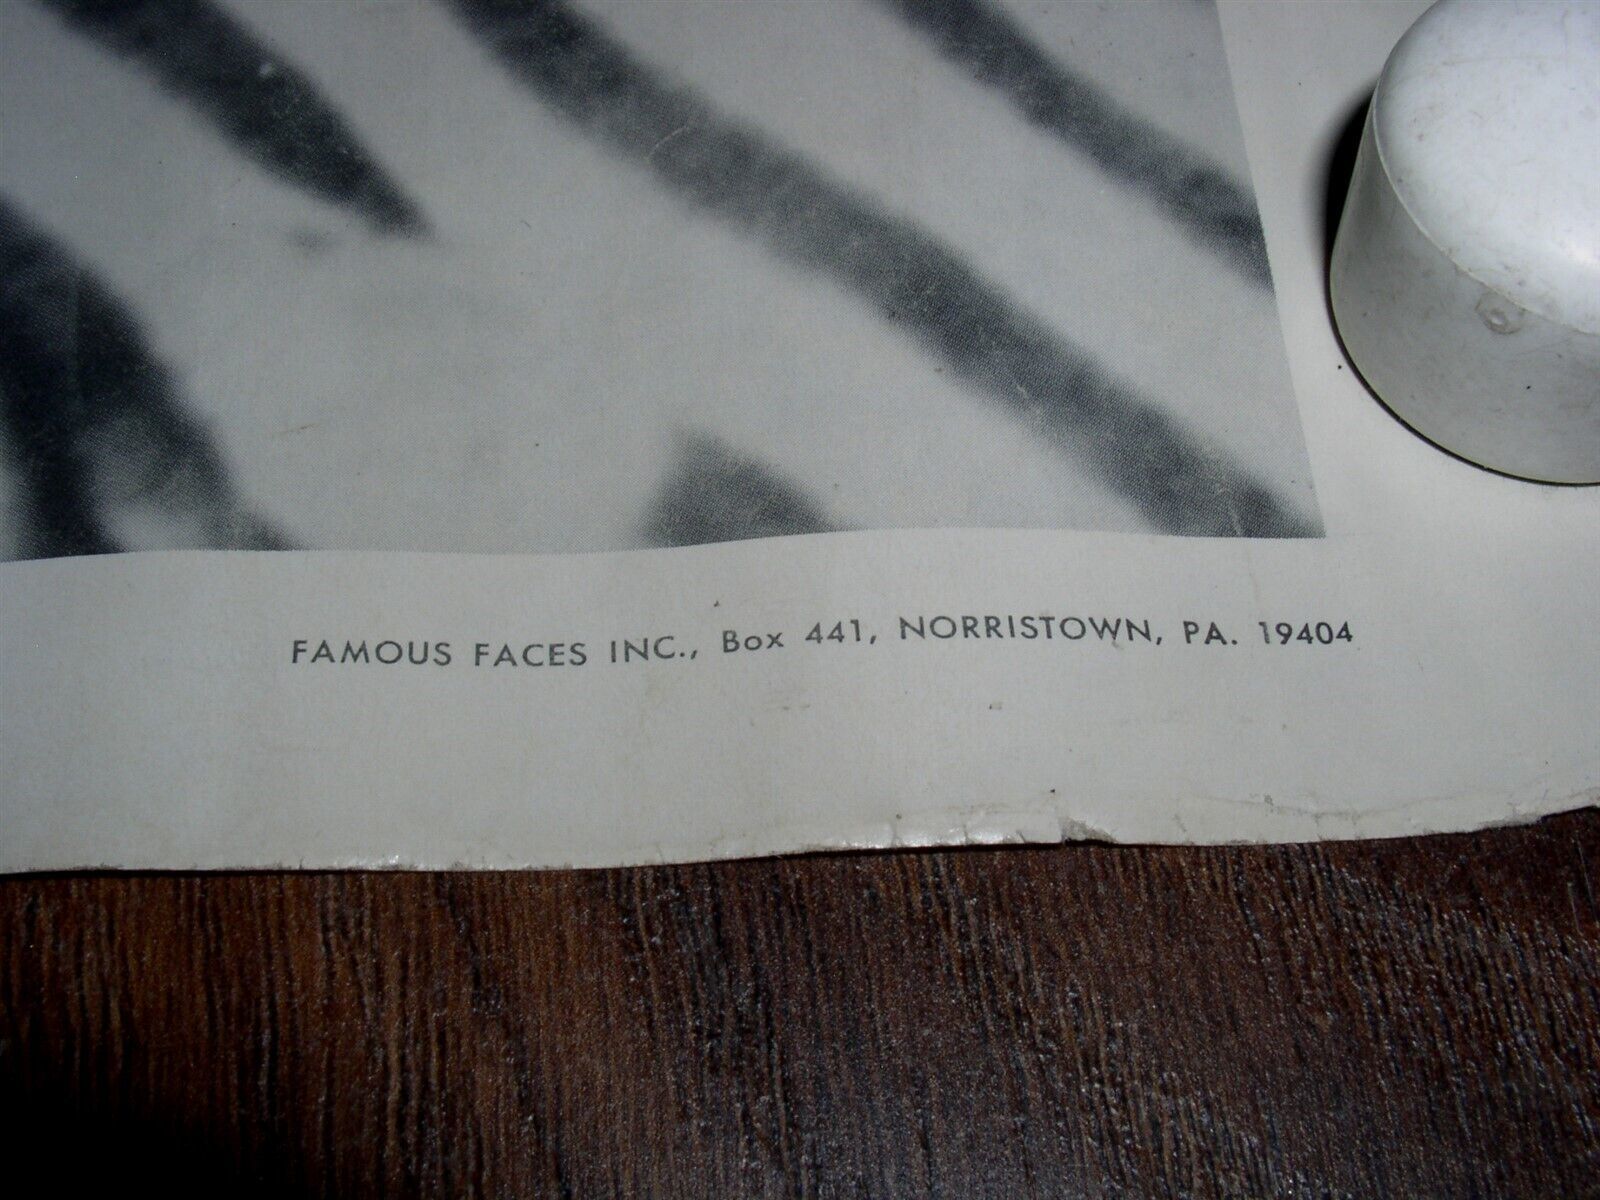 FAMOUS FACES INC., Box 441, NORRISTOWN, PA. 19404